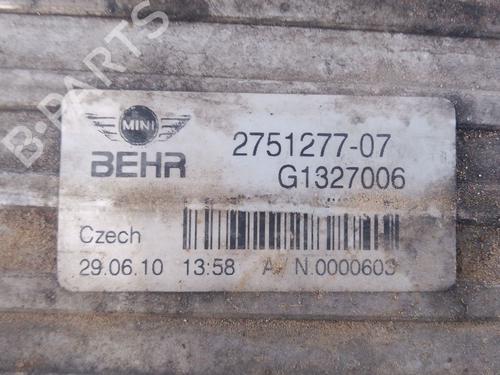 B-PARTS
MINI
BEHR
2751277-07
G1327006
Czech
29.06.10 13:58 A N.0000603